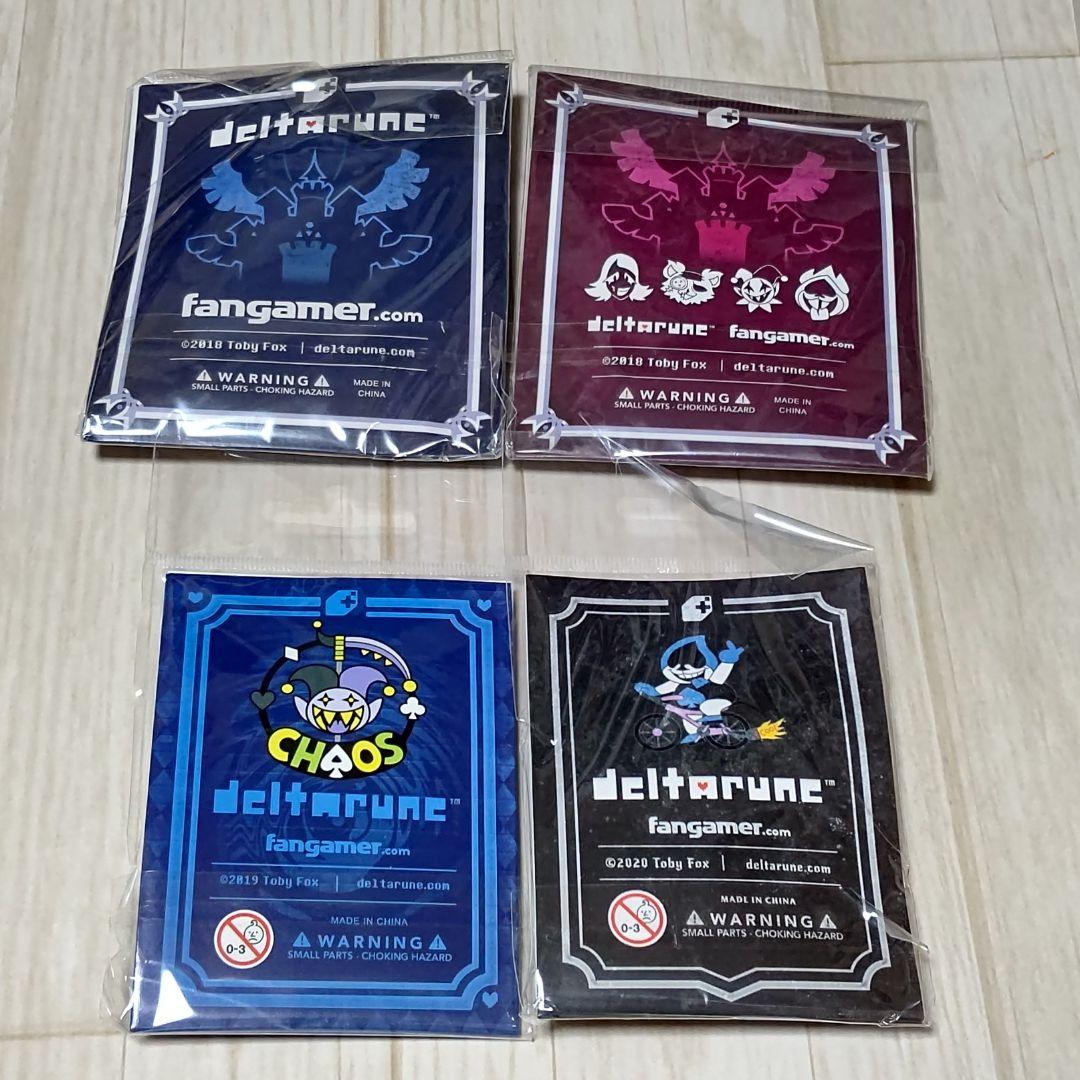 deltarune™
fangamer.com
©2018 Toby Fox | deltarune.com
WARNING
SMALL PARTS - CHOKING HAZARD
MADE IN
CHINA
deltarune™ fangamer.com
©2018 Toby Fox | deltarune.com
WARNING
SMALL PARTS - CHOKING HAZARD
MADE IN
CHINA
CHAOS
deltarune™
fangamer.com
©2019 Toby Fox | deltarune.com
0-3
MADE IN CHINA
WARNING
SMALL PARTS - CHOKING HAZARD
deltarune™
fangamer.com
©2020 Toby Fox | deltarune.com
0-3
MADE IN CHINA
WARNING
SMALL PARTS - CHOKING HAZARD